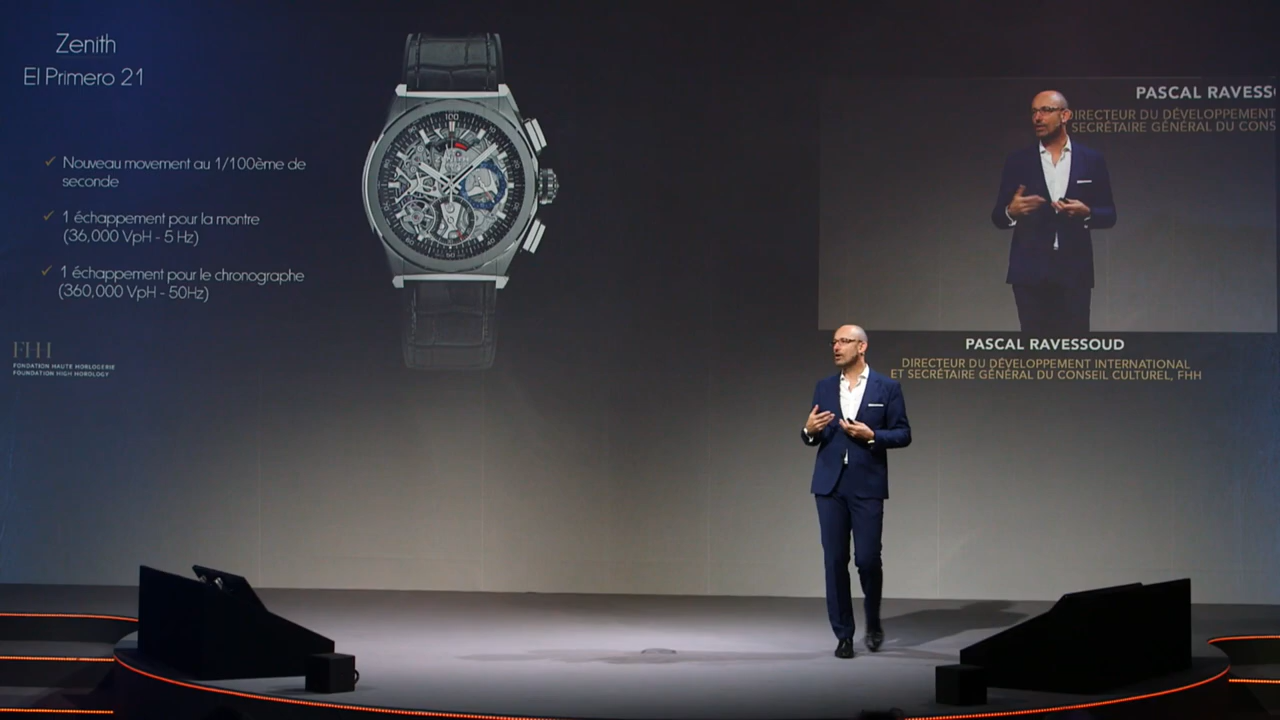 Zenith
El Primero 21
Nouveau movement au 1/100ème de
seconde
1 échappement pour la montre
(36,000 VpH - 5 Hz)
1 échappement pour le chronographe
(360,000 VpH - 50Hz)
FHH
FONDATION HAUTE HORLOGERIE
FOUNDATION HIGH HOROLOGY
100
ZENITH
PASCAL RAVESS
DIRECTEUR DU DÉVELOPPEMENT
SECRÉTAIRE GÉNÉRAL DU CONS
PASCAL RAVESSOUD
DIRECTEUR DU DÉVELOPPEMENT INTERNATIONAL
ET SECRÉTAIRE GÉNÉRAL DU CONSEIL CULTUREL, FHH